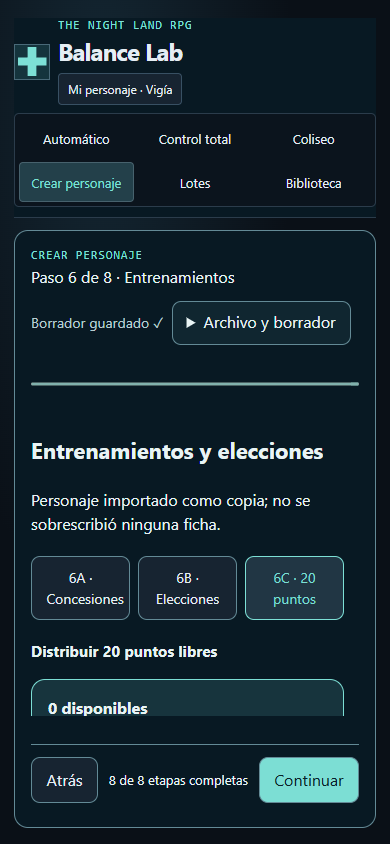 THE NIGHT LAND RPG
Balance Lab
Mi personaje · Vigía
Automático
Control total
Coliseo
Crear personaje
Lotes
Biblioteca
CREAR PERSONAJE
Paso 6 de 8 · Entrenamientos
Borrador guardado ✓
▶ Archivo y borrador
Entrenamientos y elecciones
Personaje importado como copia; no se
sobrescribió ninguna ficha.
6A ·
Concesiones
6B ·
Elecciones
6C · 20
puntos
Distribuir 20 puntos libres
0 disponibles
Atrás
8 de 8 etapas completas
Continuar